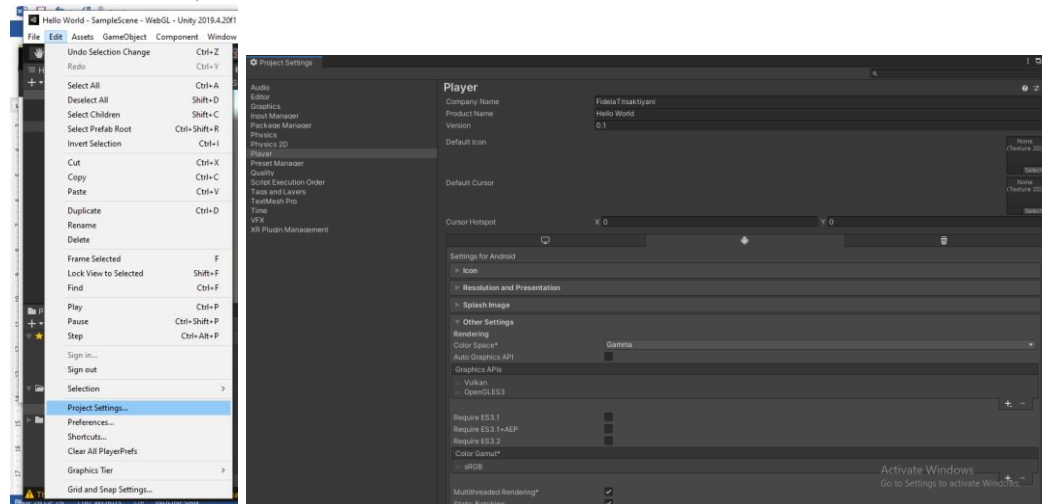 Hello World - SampleScene - WebGL - Unity 2019.4.20f1
File Edit Assets GameObject Component Window
Undo Selection Change Ctrl+Z
Redo Ctrl+Y
Select All Ctrl+A
Deselect All Shift+D
Select Children Shift+C
Select Prefab Root Ctrl+Shift+R
Invert Selection Ctrl+I
Cut Ctrl+X
Copy Ctrl+C
Paste Ctrl+V
Duplicate Ctrl+D
Rename
Delete
Frame Selected F
Lock View to Selected Shift+F
Find Ctrl+F
Play Ctrl+P
Pause Ctrl+Shift+P
Step Ctrl+Alt+P
Sign in...
Sign out
Selection
Project Settings...
Preferences...
Shortcuts...
Clear All PlayerPrefs
Graphics Tier
Grid and Snap Settings...
Project Settings
Audio
Editor
Graphics
Input Manager
Package Manager
Physics
Physics 2D
Player
Preset Manager
Quality
Script Execution Order
Tags and Layers
TextMesh Pro
Time
VFX
XR Plugin Management
Player
Company Name FidelaTrisaktiyani
Product Name Hello World
Version 0.1
Default Icon
None
(Texture 2D)
Select
Default Cursor
None
(Texture 2D)
Select
Cursor Hotspot X 0 Y 0
Settings for Android
Icon
Resolution and Presentation
Splash Image
Other Settings
Rendering
Color Space* Gamma
Auto Graphics API
Graphics APIs
Vulkan
OpenGLES3
Require ES3.1
Require ES3.1+AEP
Require ES3.2
Color Gamut*
sRGB
Multithreaded Rendering*
Static Batching
Activate Windows
Go to Settings to activate Windows.